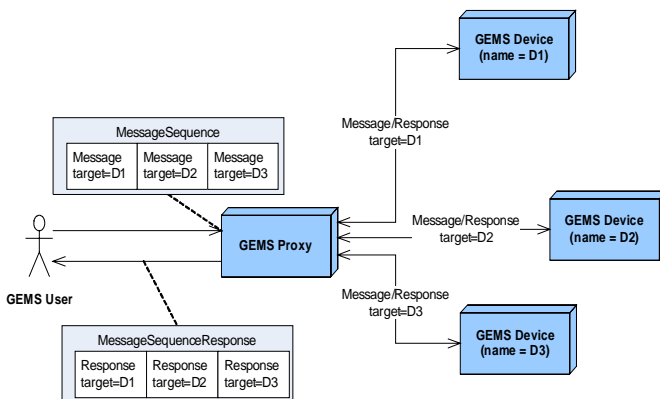 GEMS Device
(name = D1)
Message/Response
target=D1
MessageSequence
Message
target=D1
Message
target=D2
Message
target=D3
GEMS Proxy
Message/Response
target=D2
GEMS Device
(name = D2)
GEMS User
Message/Response
target=D3
GEMS Device
(name = D3)
MessageSequenceResponse
Response
target=D1
Response
target=D2
Response
target=D3